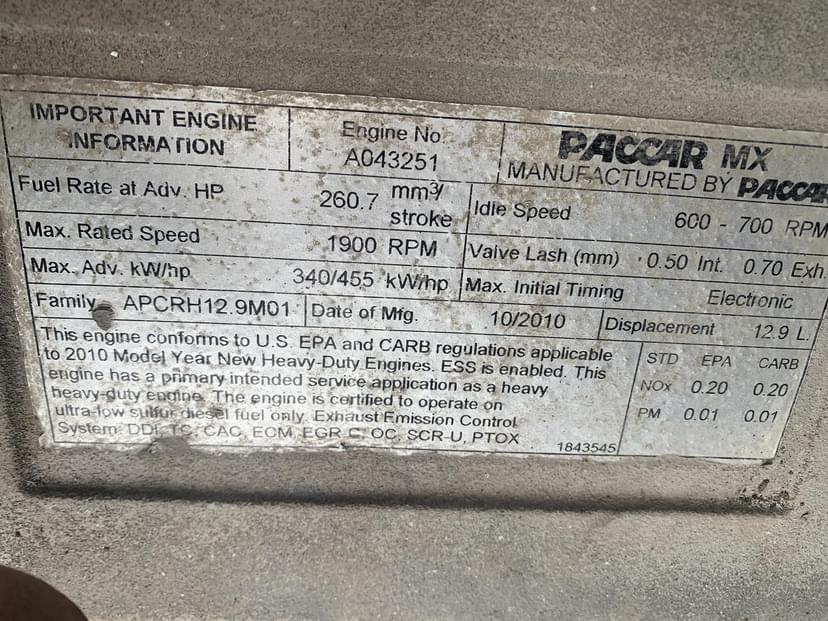 IMPORTANT ENGINE
INFORMATION
Engine No.
A043251
PACCAR MX
MANUFACTURED BY PACCAR
Fuel Rate at Adv. HP
260.7 mm3/
stroke
Idle Speed
600 - 700 RPM
Max. Rated Speed
1900 RPM
Valve Lash (mm)
0.50 Int. 0.70 Exh.
Max. Adv. kW/hp
340/455 kW/hp
Max. Initial Timing
Electronic
Family APCRH12.9M01
Date of Mfg. 10/2010
Displacement 12.9 L.
This engine conforms to U.S. EPA and CARB regulations applicable
to 2010 Model Year New Heavy-Duty Engines. ESS is enabled. This
engine has a primary intended service application as a heavy
heavy-duty engine. The engine is certified to operate on
ultra-low sulfur diesel fuel only. Exhaust Emission Control
System: DDI, TC, CAC, ECM, EGR-C, OC, SCR-U, PTOX
1843545
STD EPA CARB
NOx 0.20 0.20
PM 0.01 0.01